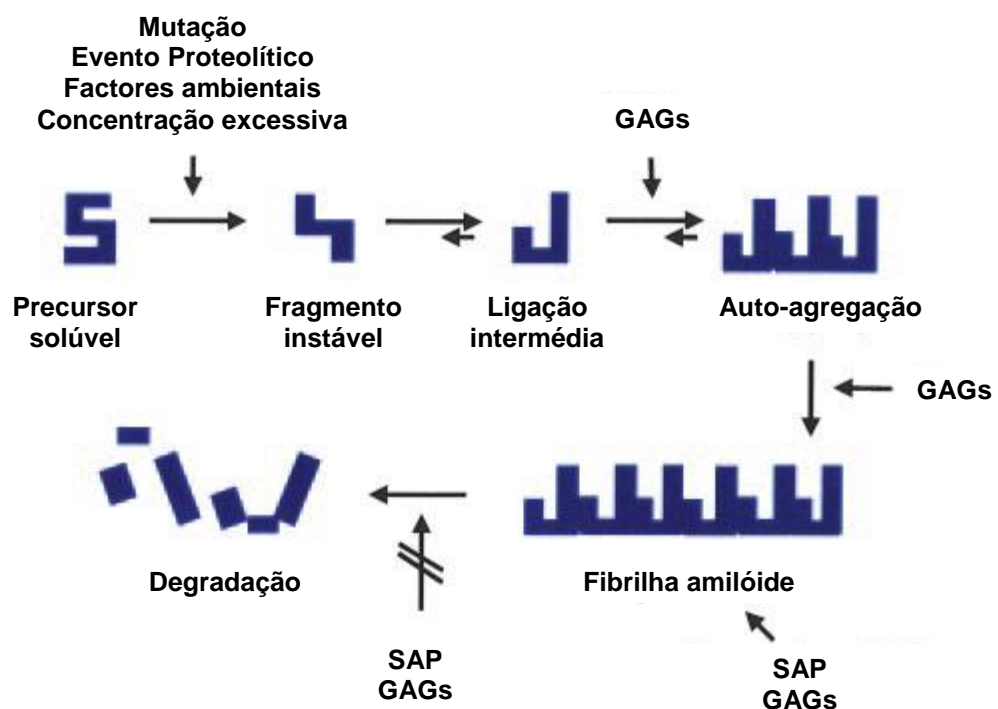 Mutação
Evento Proteolítico
Factores ambientais
Concentração excessiva
GAGs
Precursor
solúvel
Fragmento
instável
Ligação
intermédia
Auto-agregação
GAGs
Degradação
Fibrilha amilóide
SAP
GAGs
SAP
GAGs